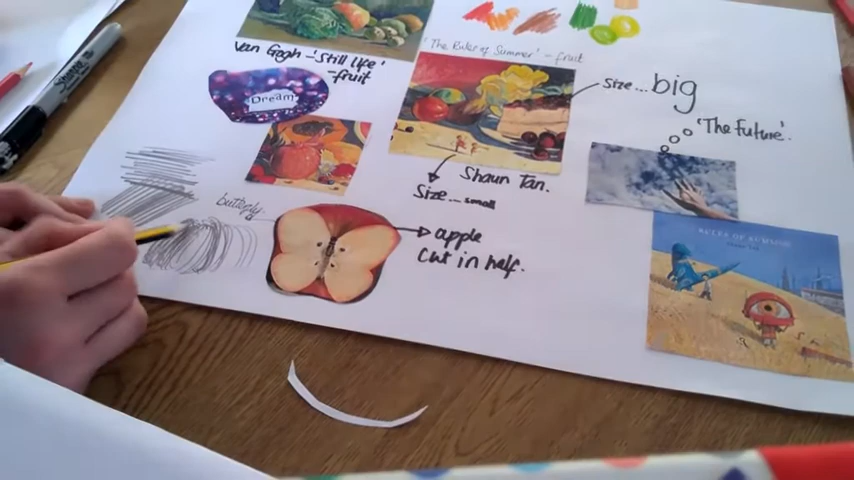 Van Gogh - 'Still life'
- fruit
'The Rules of Summer' - fruit
Size... big
Dream
'The Future'.
Shaun Tan.
Size... small
butterfly
apple
Cut in half.
RULES OF SUMMER
Sharpie